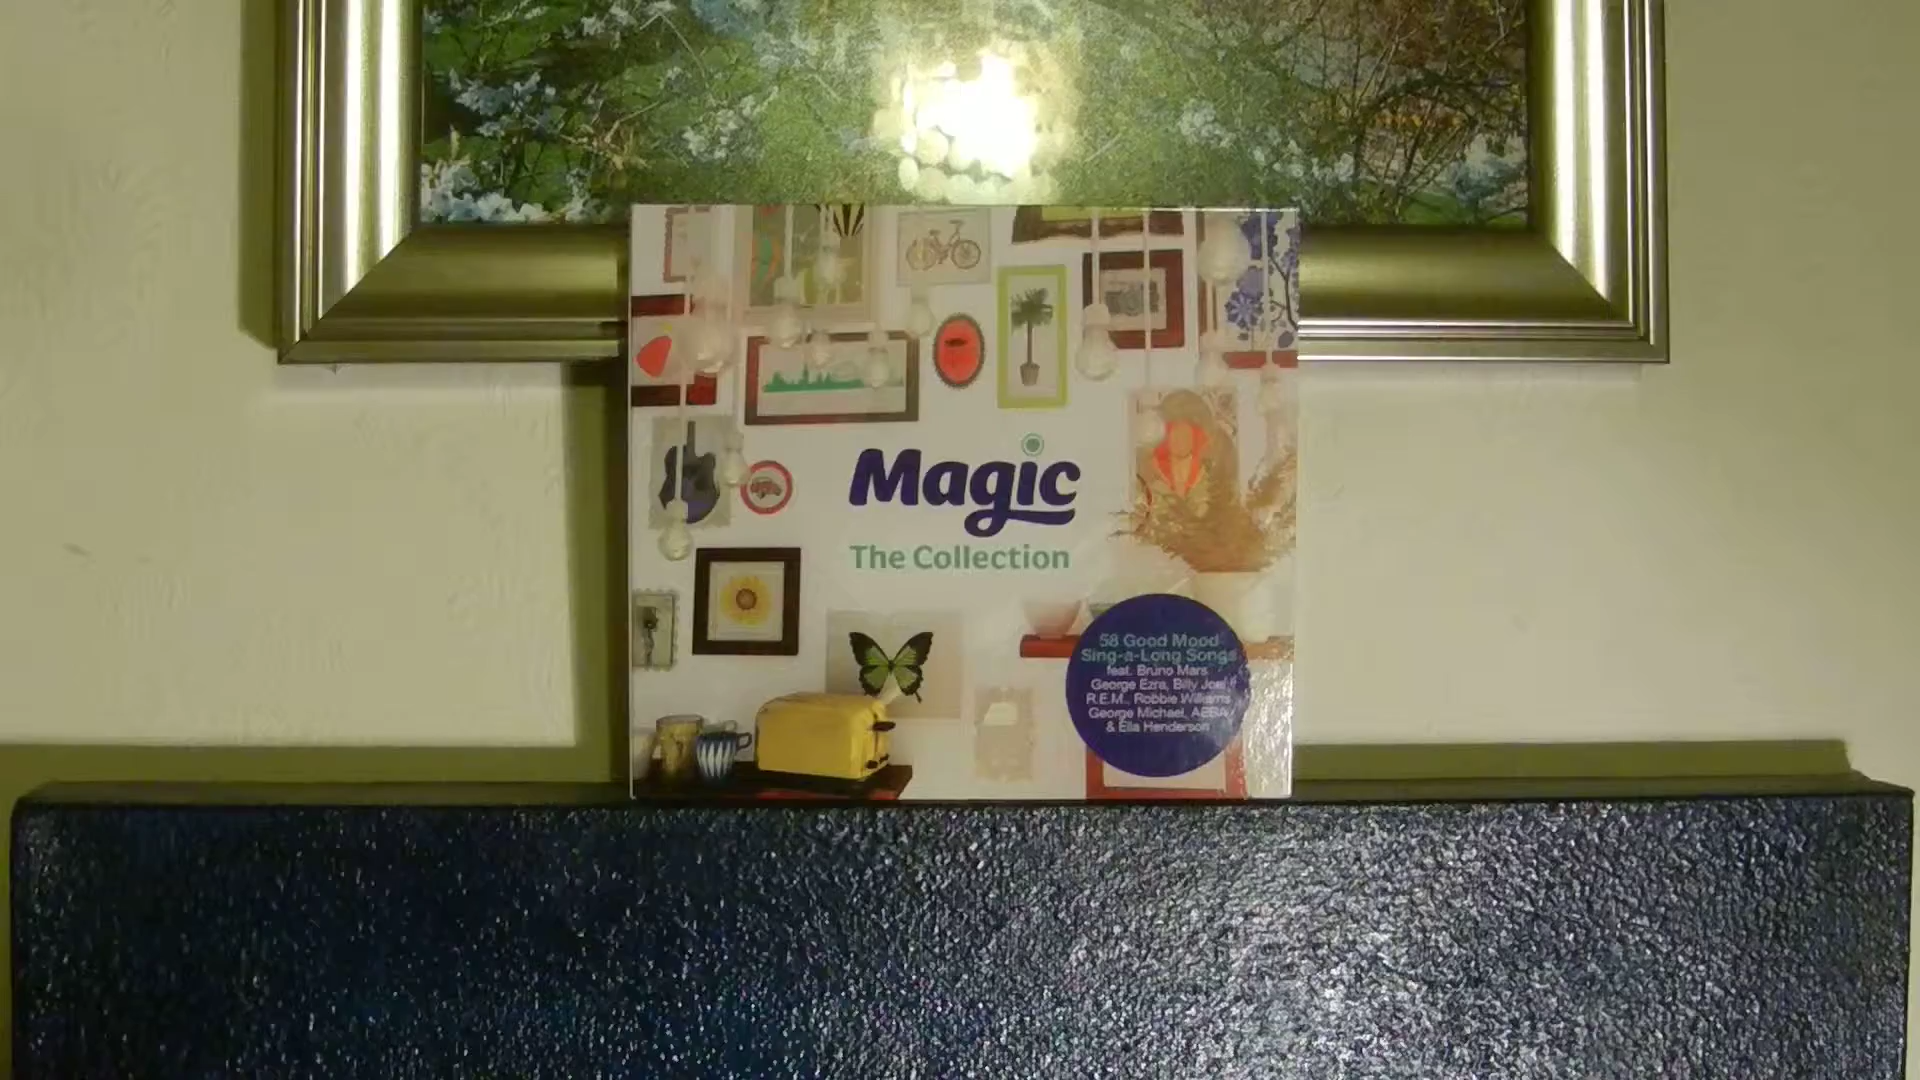 Magic
The Collection
58 Good Mood
Sing-a-Long Songs
feat. Bruno Mars
George Ezra, Billy Joel
R.E.M., Robbie Williams
George Michael, ABBA
& Ella Henderson